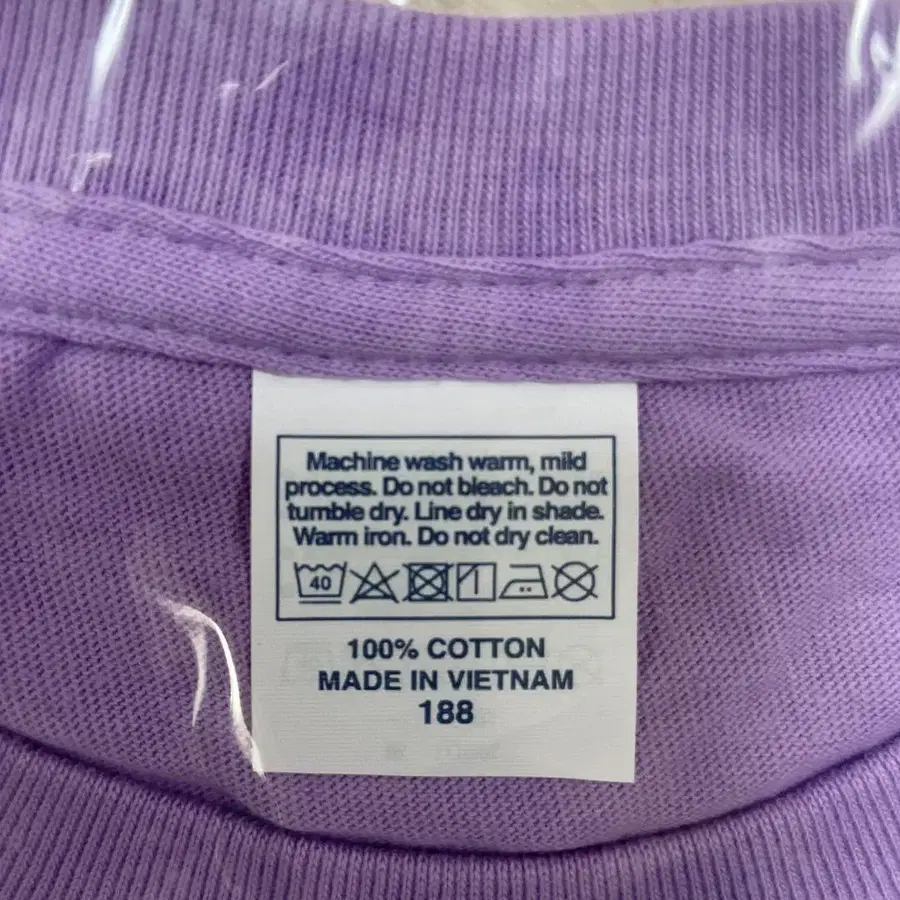 Machine wash warm, mild
process. Do not bleach. Do not
tumble dry. Line dry in shade.
Warm iron. Do not dry clean.
40
100% COTTON
MADE IN VIETNAM
188